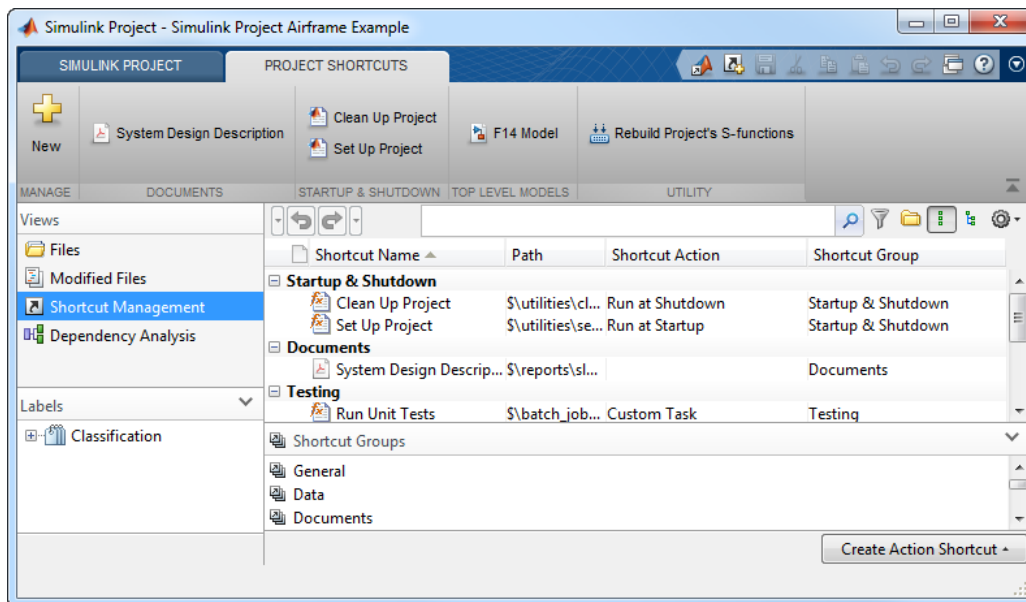 Simulink Project - Simulink Project Airframe Example
SIMULINK PROJECT PROJECT SHORTCUTS
New System Design Description Clean Up Project Set Up Project F14 Model Rebuild Project's S-functions
MANAGE DOCUMENTS STARTUP & SHUTDOWN TOP LEVEL MODELS UTILITY
Views
Files
Modified Files
Shortcut Management
Dependency Analysis
Labels
Classification
Shortcut Name Path Shortcut Action Shortcut Group
Startup & Shutdown
Clean Up Project $\utilities\cl... Run at Shutdown Startup & Shutdown
Set Up Project $\utilities\se... Run at Startup Startup & Shutdown
Documents
System Design Descrip... $\reports\sl... Documents
Testing
Run Unit Tests $\batch_job... Custom Task Testing
Shortcut Groups
General
Data
Documents
Create Action Shortcut